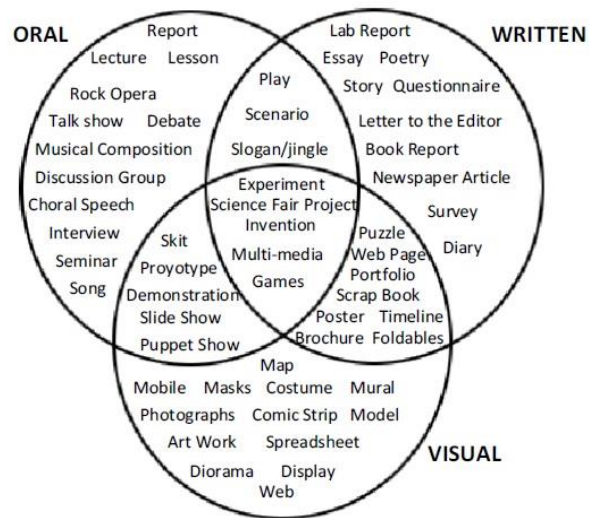 ORAL
Report
Lecture Lesson
Rock Opera
Talk show Debate
Musical Composition
Discussion Group
Choral Speech
Interview
Seminar
Song
Play
Scenario
Slogan/jingle
WRITTEN
Lab Report
Essay Poetry
Story Questionnaire
Letter to the Editor
Book Report
Newspaper Article
Survey
Diary
Experiment
Science Fair Project
Invention
Multi-media
Games
Skit
Proyotype
Demonstration
Slide Show
Puppet Show
Puzzle
Web Page
Portfolio
Scrap Book
Poster Timeline
Brochure Foldables
Map
Mobile Masks Costume Mural
Photographs Comic Strip Model
Art Work Spreadsheet
Diorama Display
Web
VISUAL